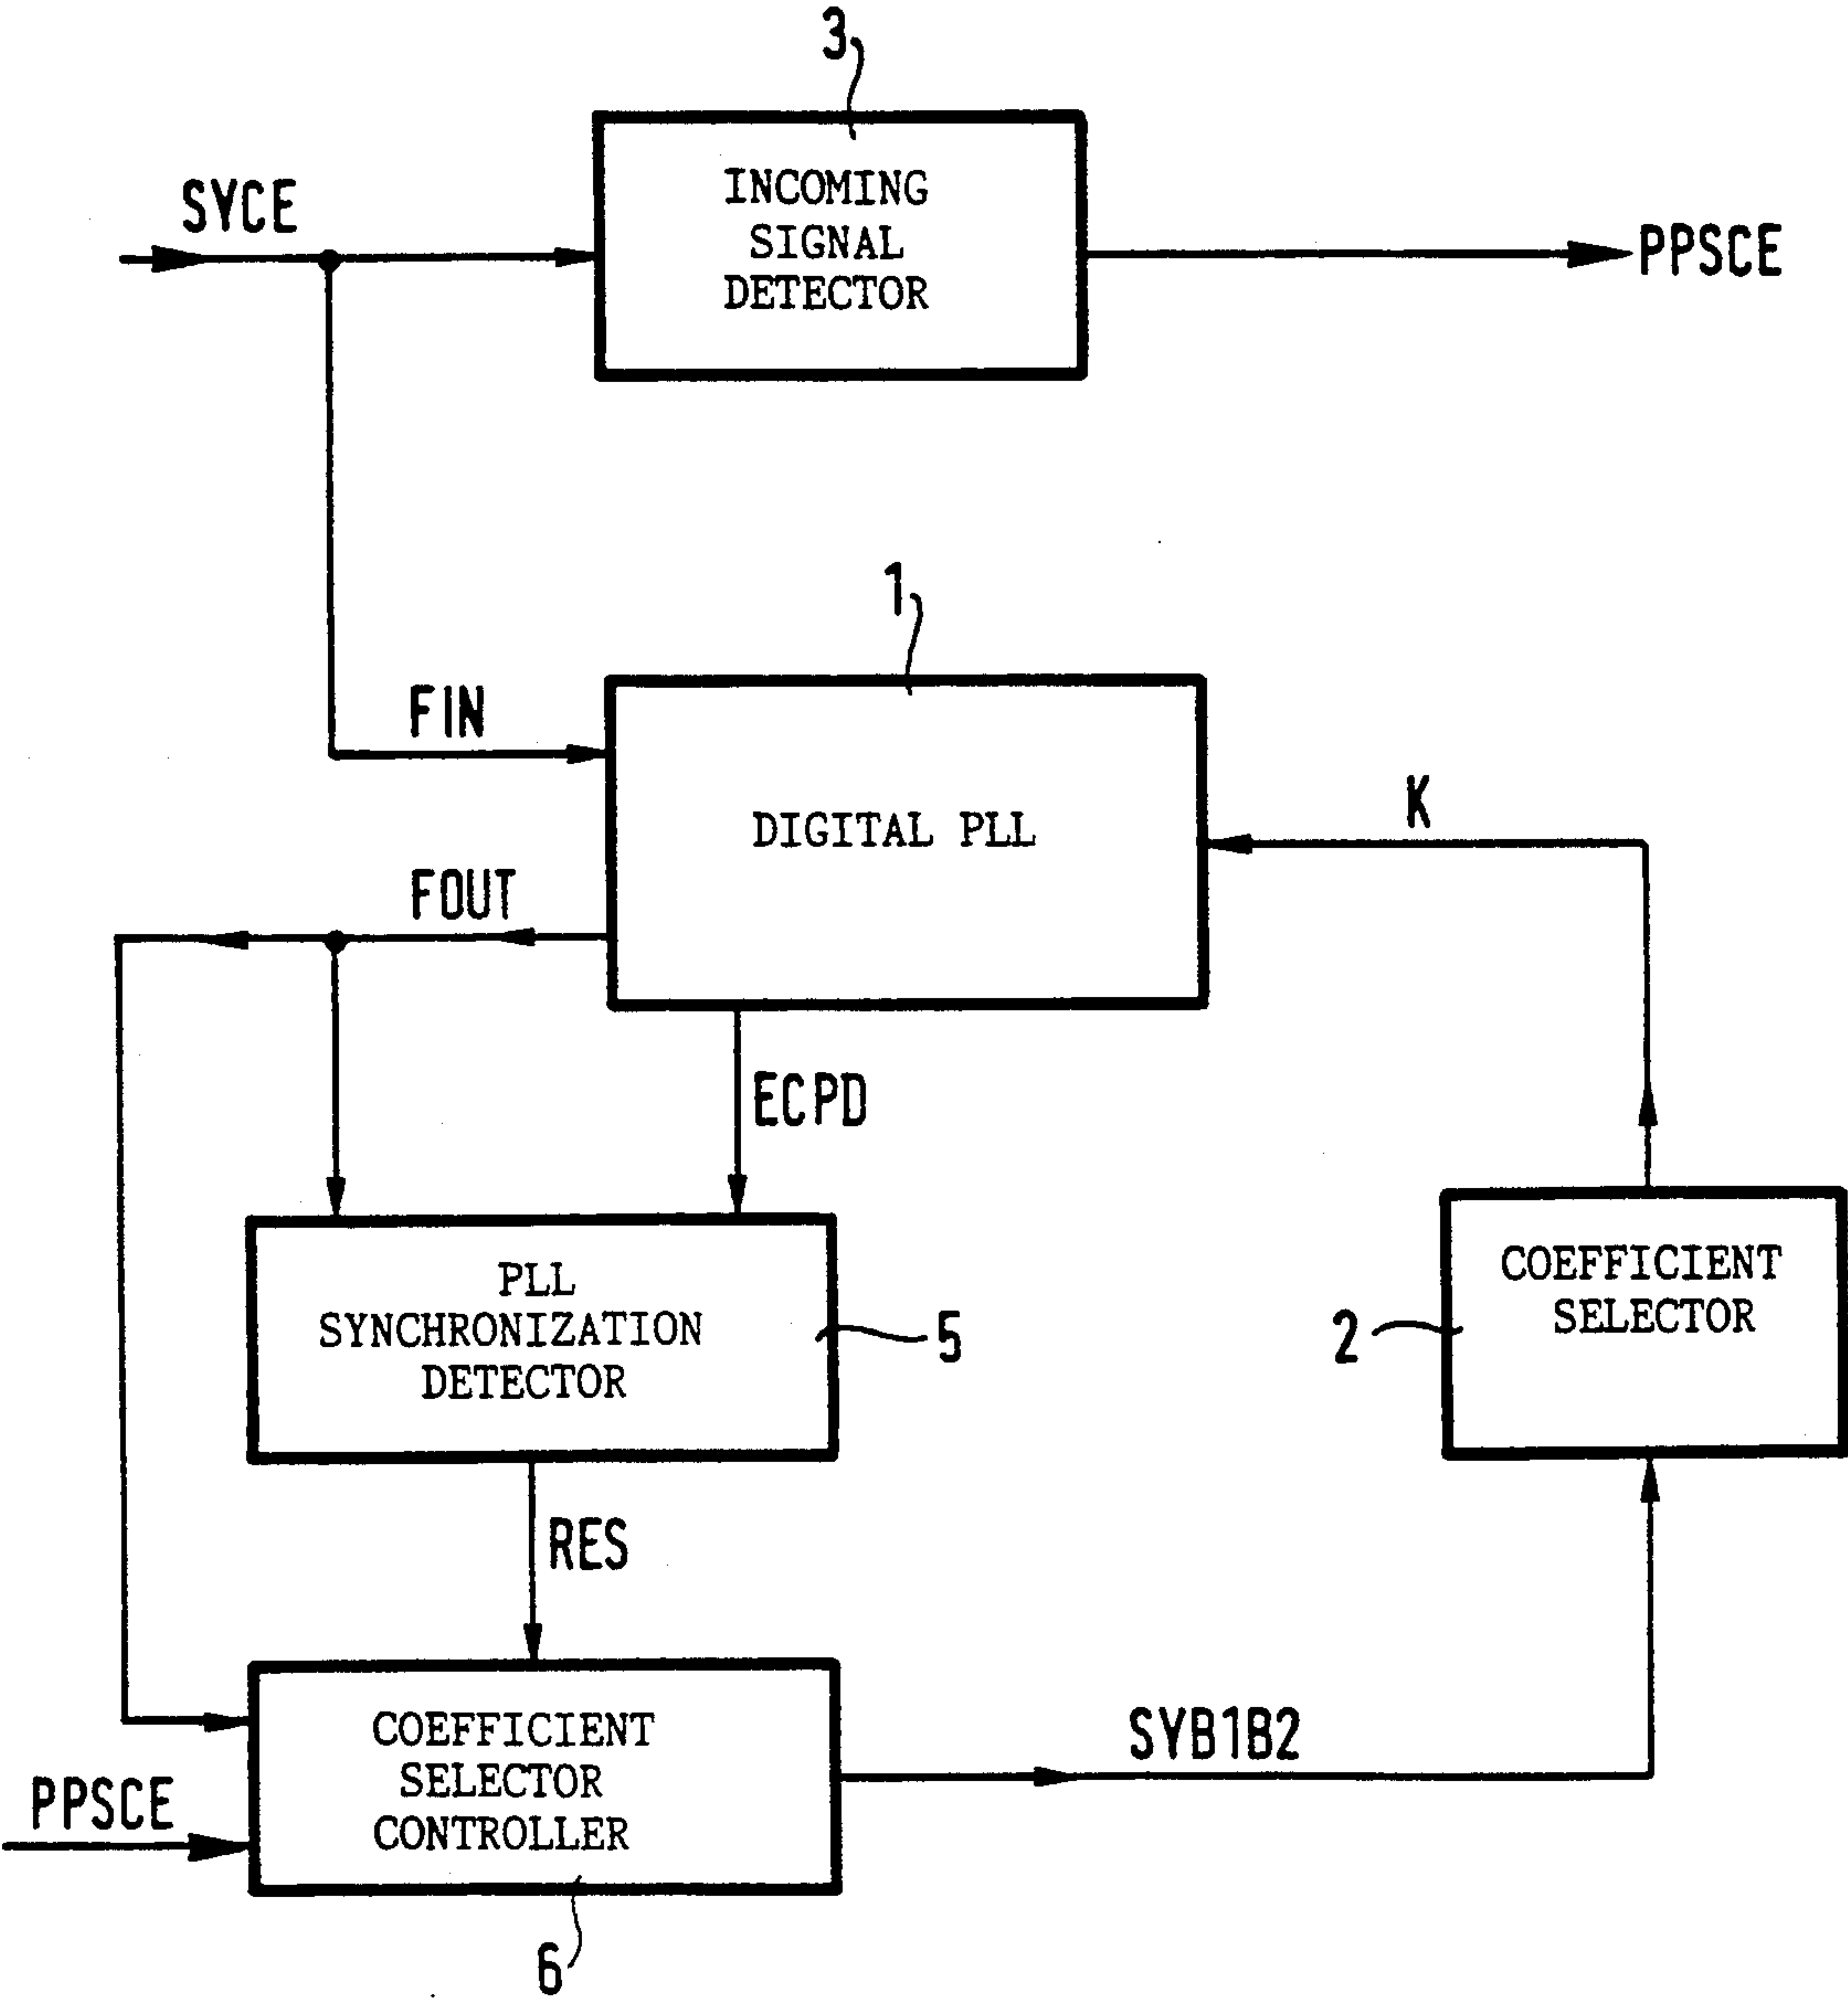 3
INCOMING
SIGNAL
DETECTOR
SYCE
PPSCE
1
FIN
DIGITAL PLL
K
FOUT
ECPD
PLL
SYNCHRONIZATION
DETECTOR
5
2
COEFFICIENT
SELECTOR
RES
COEFFICIENT
SELECTOR
CONTROLLER
SYB1B2
PPSCE
6